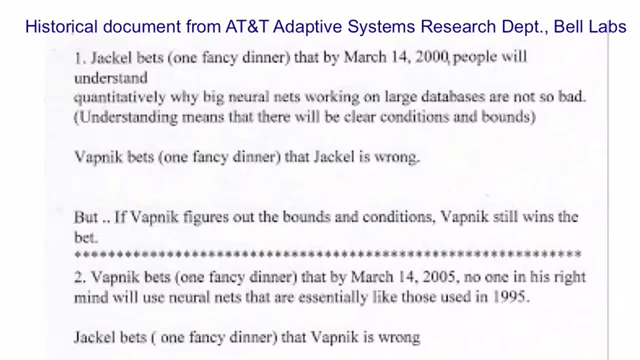 Historical document from AT&T Adaptive Systems Research Dept., Bell Labs
1. Jackel bets (one fancy dinner) that by March 14, 2000, people will
understand
quantitatively why big neural nets working on large databases are not so bad.
(Understanding means that there will be clear conditions and bounds)
Vapnik bets (one fancy dinner) that Jackel is wrong.
But .. If Vapnik figures out the bounds and conditions, Vapnik still wins the
bet.
****************************************************************
2. Vapnik bets (one fancy dinner) that by March 14, 2005, no one in his right
mind will use neural nets that are essentially like those used in 1995.
Jackel bets ( one fancy dinner) that Vapnik is wrong